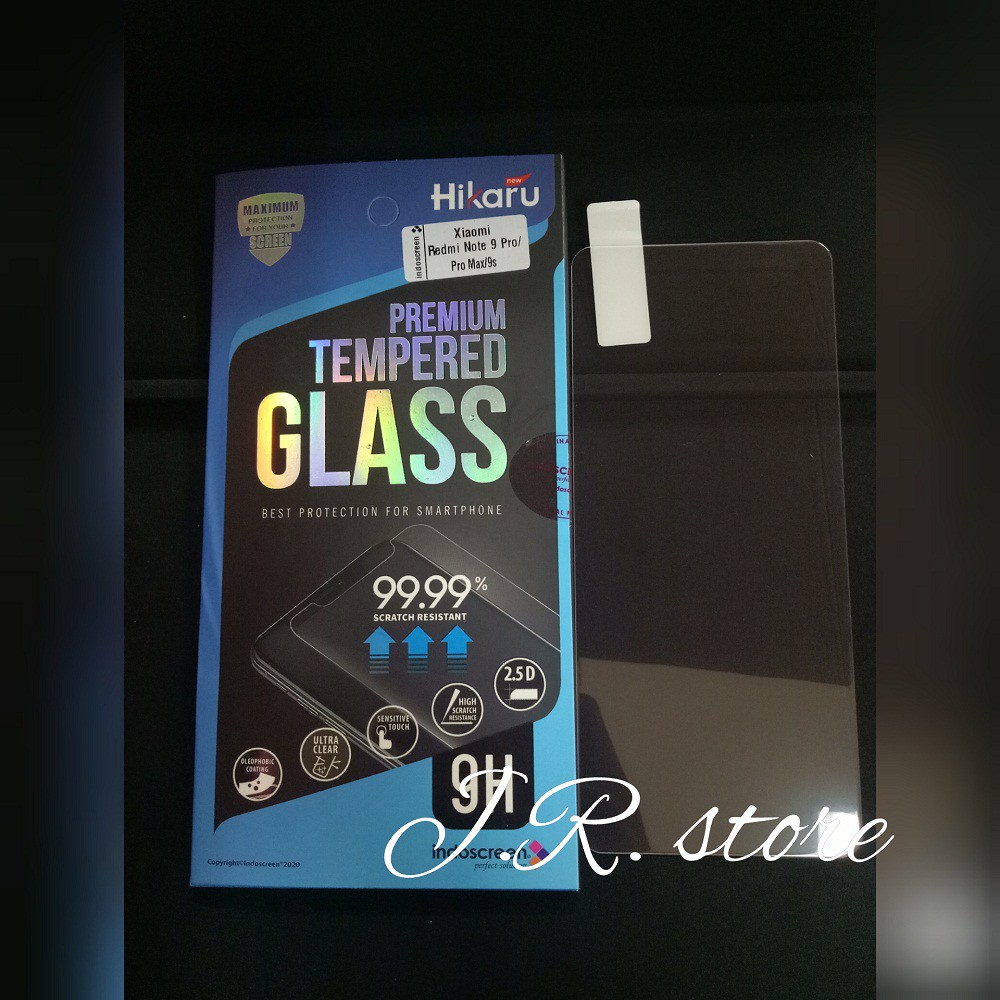 MAXIMUM
PROTECTION
FOR YOUR
SCREEN
new
Hikaru
indoscreen
Xiaomi
Redmi Note 9 Pro/
Pro Max/9s
PREMIUM
TEMPERED
GLASS
BEST PROTECTION FOR SMARTPHONE
99.99%
SCRATCH RESISTANT
2.5D
HIGH
SCRATCH
RESISTANCE
SENSITIVE
TOUCH
ULTRA
CLEAR
OLEOPHOBIC
COATING
9H
J.R. store
indoscreen
perfect solution
Copyright©indoscreen®2020